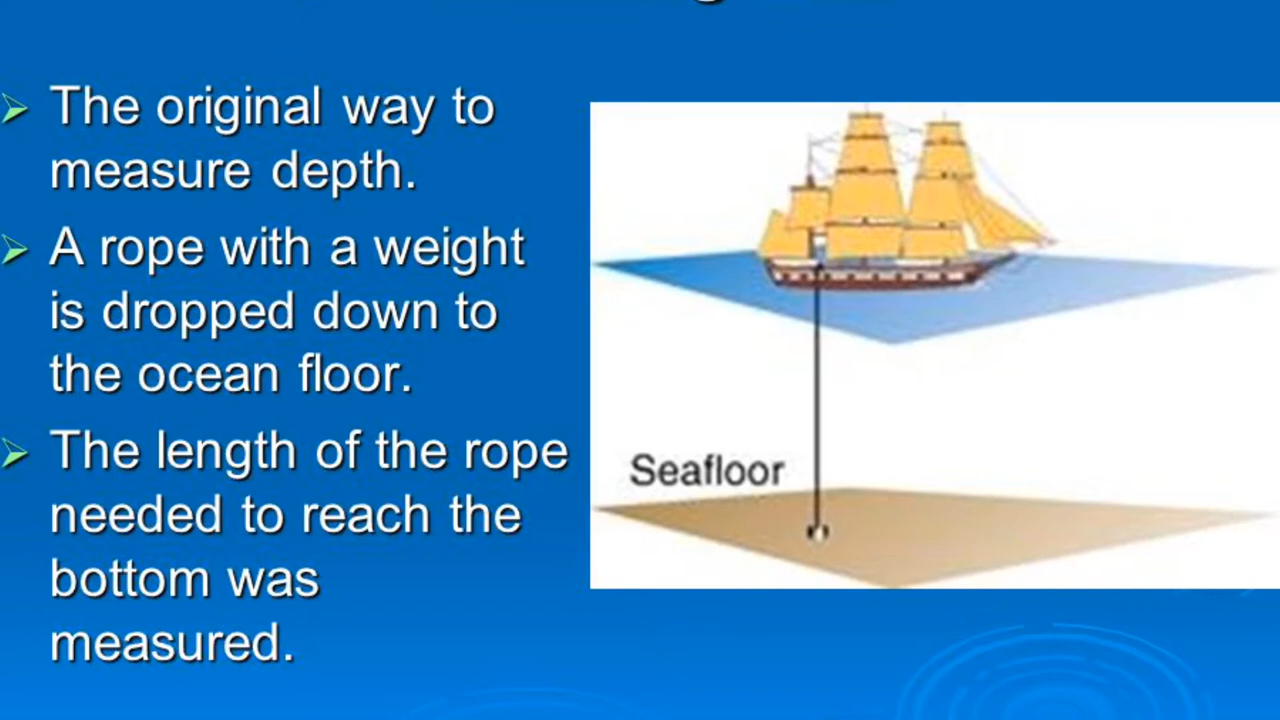 The original way to
measure depth.
A rope with a weight
is dropped down to
the ocean floor.
The length of the rope
needed to reach the
bottom was
measured.
Seafloor